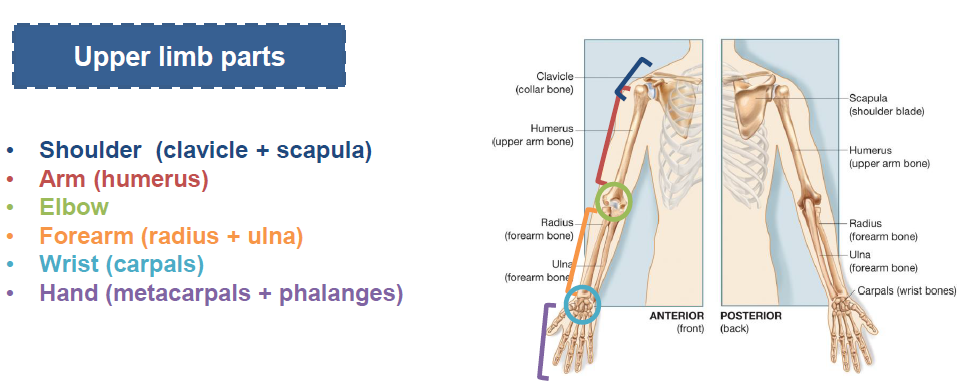 Upper limb parts
• Shoulder (clavicle + scapula)
• Arm (humerus)
• Elbow
• Forearm (radius + ulna)
• Wrist (carpals)
• Hand (metacarpals + phalanges)
Clavicle
(collar bone)
Humerus
(upper arm bone)
Radius
(forearm bone)
Ulna
(forearm bone)
ANTERIOR
(front)
POSTERIOR
(back)
Scapula
(shoulder blade)
Humerus
(upper arm bone)
Radius
(forearm bone)
Ulna
(forearm bone)
Carpals (wrist bones)